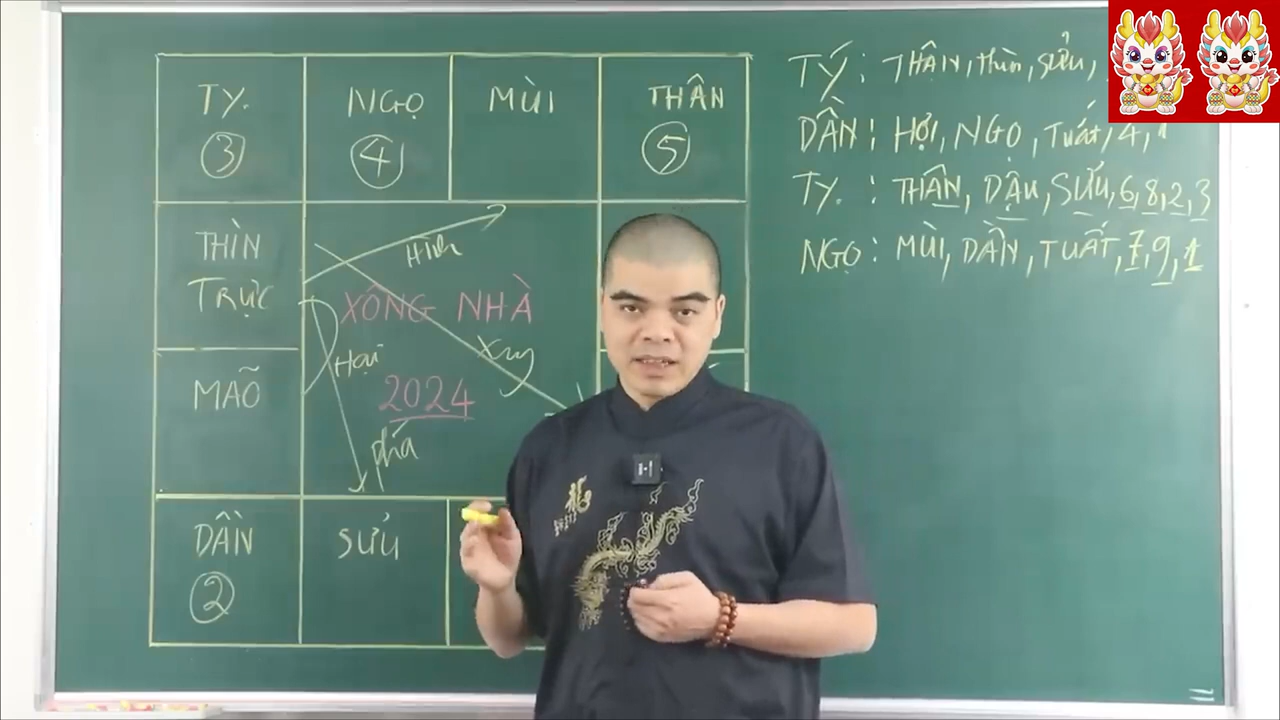 TỴ. NGỌ MÙI THÂN
③ ④ ⑤
THÌN
TRỰC
Hình
XÔNG NHÀ
Hại
MAÕ
2024
phá
DẦN SỬU
②
TÝ: THÂN, thìn, SỬU,
DẦN: HỢI, NGỌ, Tuất, 4, 1
TỴ.: THÂN, DẬU, SỬU, 6, 8, 2, 3
NGỌ: MÙI, DẦN, TUẤT, 7, 9, 1